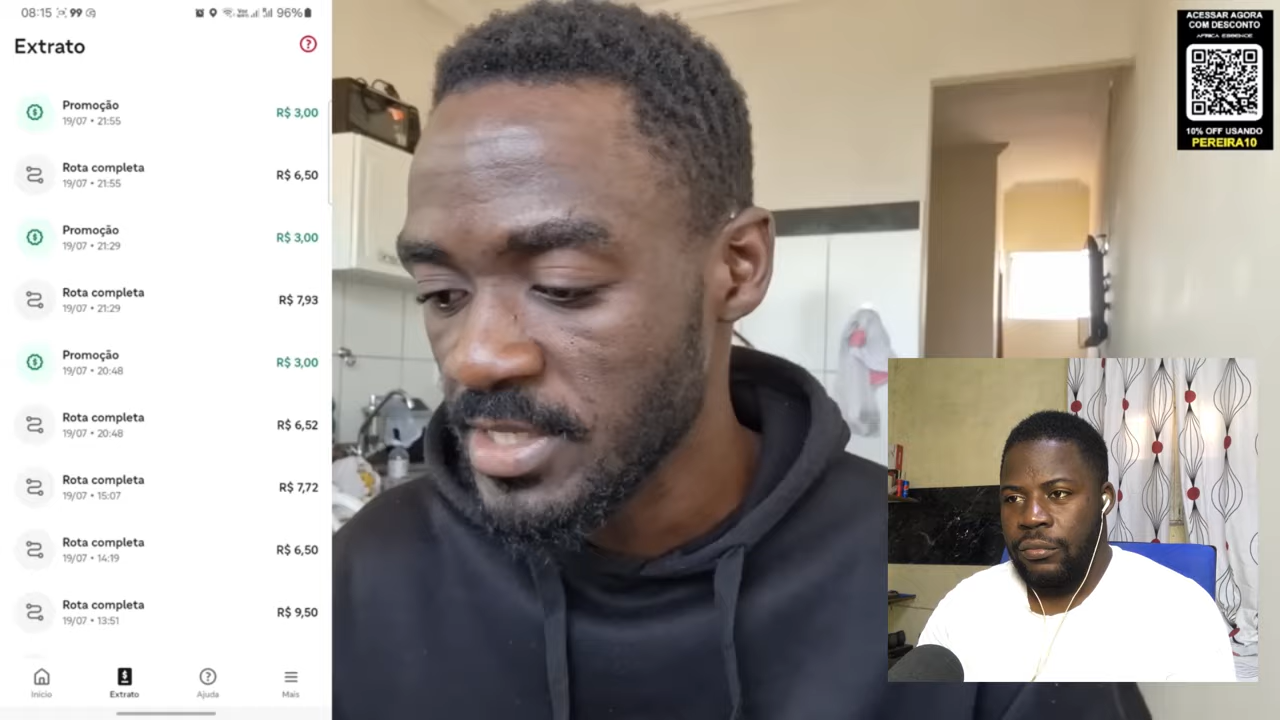 08:15 99
96%
Extrato
Promoção
19/07 • 21:55
R$ 3,00
Rota completa
19/07 • 21:55
R$ 6,50
Promoção
19/07 • 21:29
R$ 3,00
Rota completa
19/07 • 21:29
R$ 7,93
Promoção
19/07 • 20:48
R$ 3,00
Rota completa
19/07 • 20:48
R$ 6,52
Rota completa
19/07 • 15:07
R$ 7,72
Rota completa
19/07 • 14:19
R$ 6,50
Rota completa
19/07 • 13:51
R$ 9,50
Início
Extrato
Ajuda
Mais
ACESSAR AGORA
COM DESCONTO
10% OFF USANDO
PEREIRA10